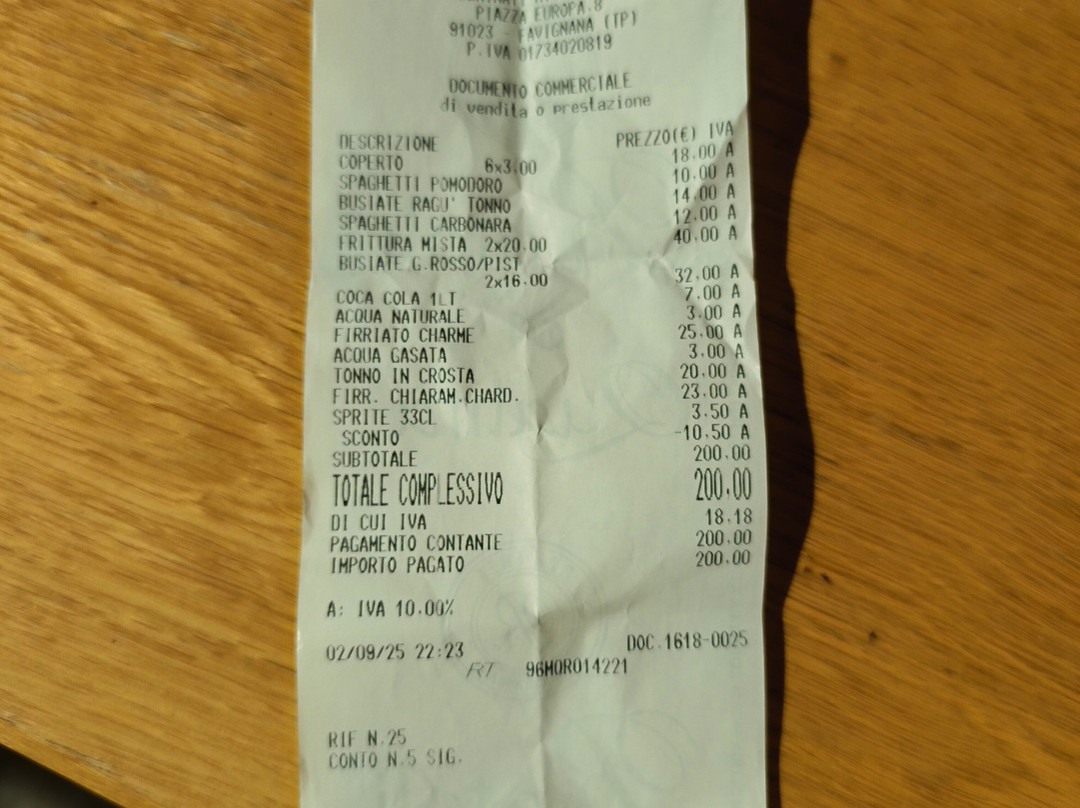 PIAZZA EUROPA.8
91023 - FAVIGNANA (TP)
P.IVA 01734020819
DOCUMENTO COMMERCIALE
di vendita o prestazione
DESCRIZIONE PREZZO(€) IVA
COPERTO 6x3.00 18.00 A
SPAGHETTI POMODORO 10.00 A
BUSIATE RAGU' TONNO 14.00 A
SPAGHETTI CARBONARA 12.00 A
FRITTURA MISTA 2x20.00 40.00 A
BUSIATE G.ROSSO/PIST
2x16.00 32.00 A
COCA COLA 1LT 7.00 A
ACQUA NATURALE 3.00 A
FIRRIATO CHARME 25.00 A
ACQUA GASATA 3.00 A
TONNO IN CROSTA 20.00 A
FIRR. CHIARAM.CHARD. 23.00 A
SPRITE 33CL 3.50 A
SCONTO -10.50 A
SUBTOTALE 200.00
TOTALE COMPLESSIVO 200.00
DI CUI IVA 18.18
PAGAMENTO CONTANTE 200.00
IMPORTO PAGATO 200.00
A: IVA 10.00%
02/09/25 22:23 DOC.1618-0025
RT 96MOR014221
RIF N.25
CONTO N.5 SIG.